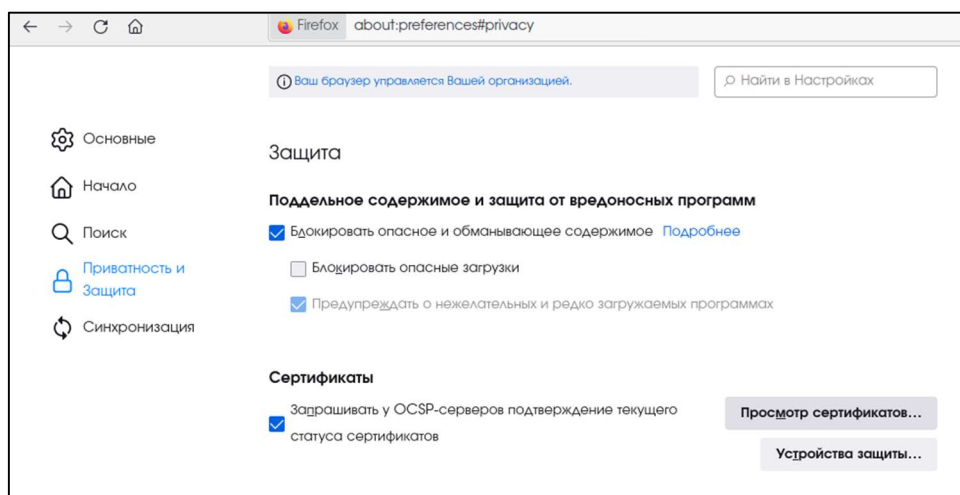 Firefox about:preferences#privacy
Ваш браузер управляется Вашей организацией.
Найти в Настройках
Основные
Начало
Поиск
Приватность и
Защита
Синхронизация
Защита
Поддельное содержимое и защита от вредоносных программ
Блокировать опасное и обманывающее содержимое Подробнее
Блокировать опасные загрузки
Предупреждать о нежелательных и редко загружаемых программах
Сертификаты
Запрашивать у OCSP-серверов подтверждение текущего
статуса сертификатов
Просмотр сертификатов...
Устройства защиты...